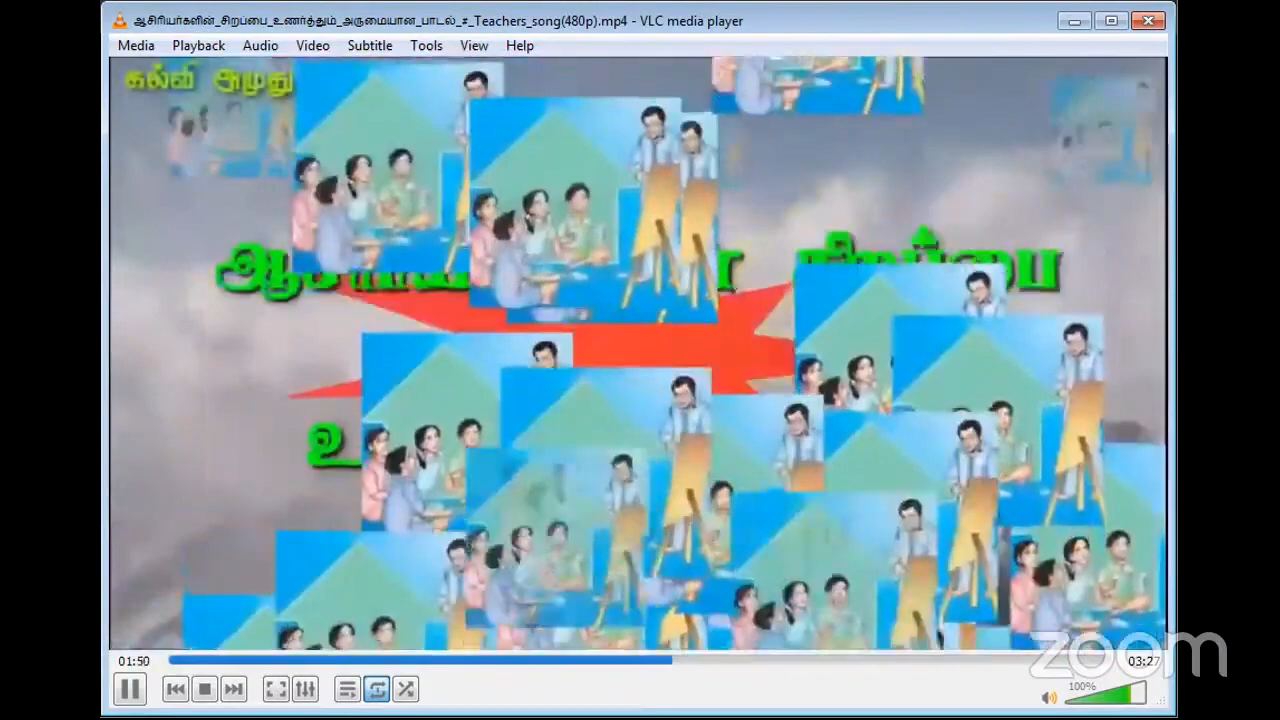 ஆசிரியர்களின்_சிறப்பை_உணர்த்தும்_அருமையான_பாடல்_#_Teachers_song(480p).mp4 - VLC media player
Media Playback Audio Video Subtitle Tools View Help
கல்வி அமுது
சிறப்பை
01:50
03:27
100%
zoom